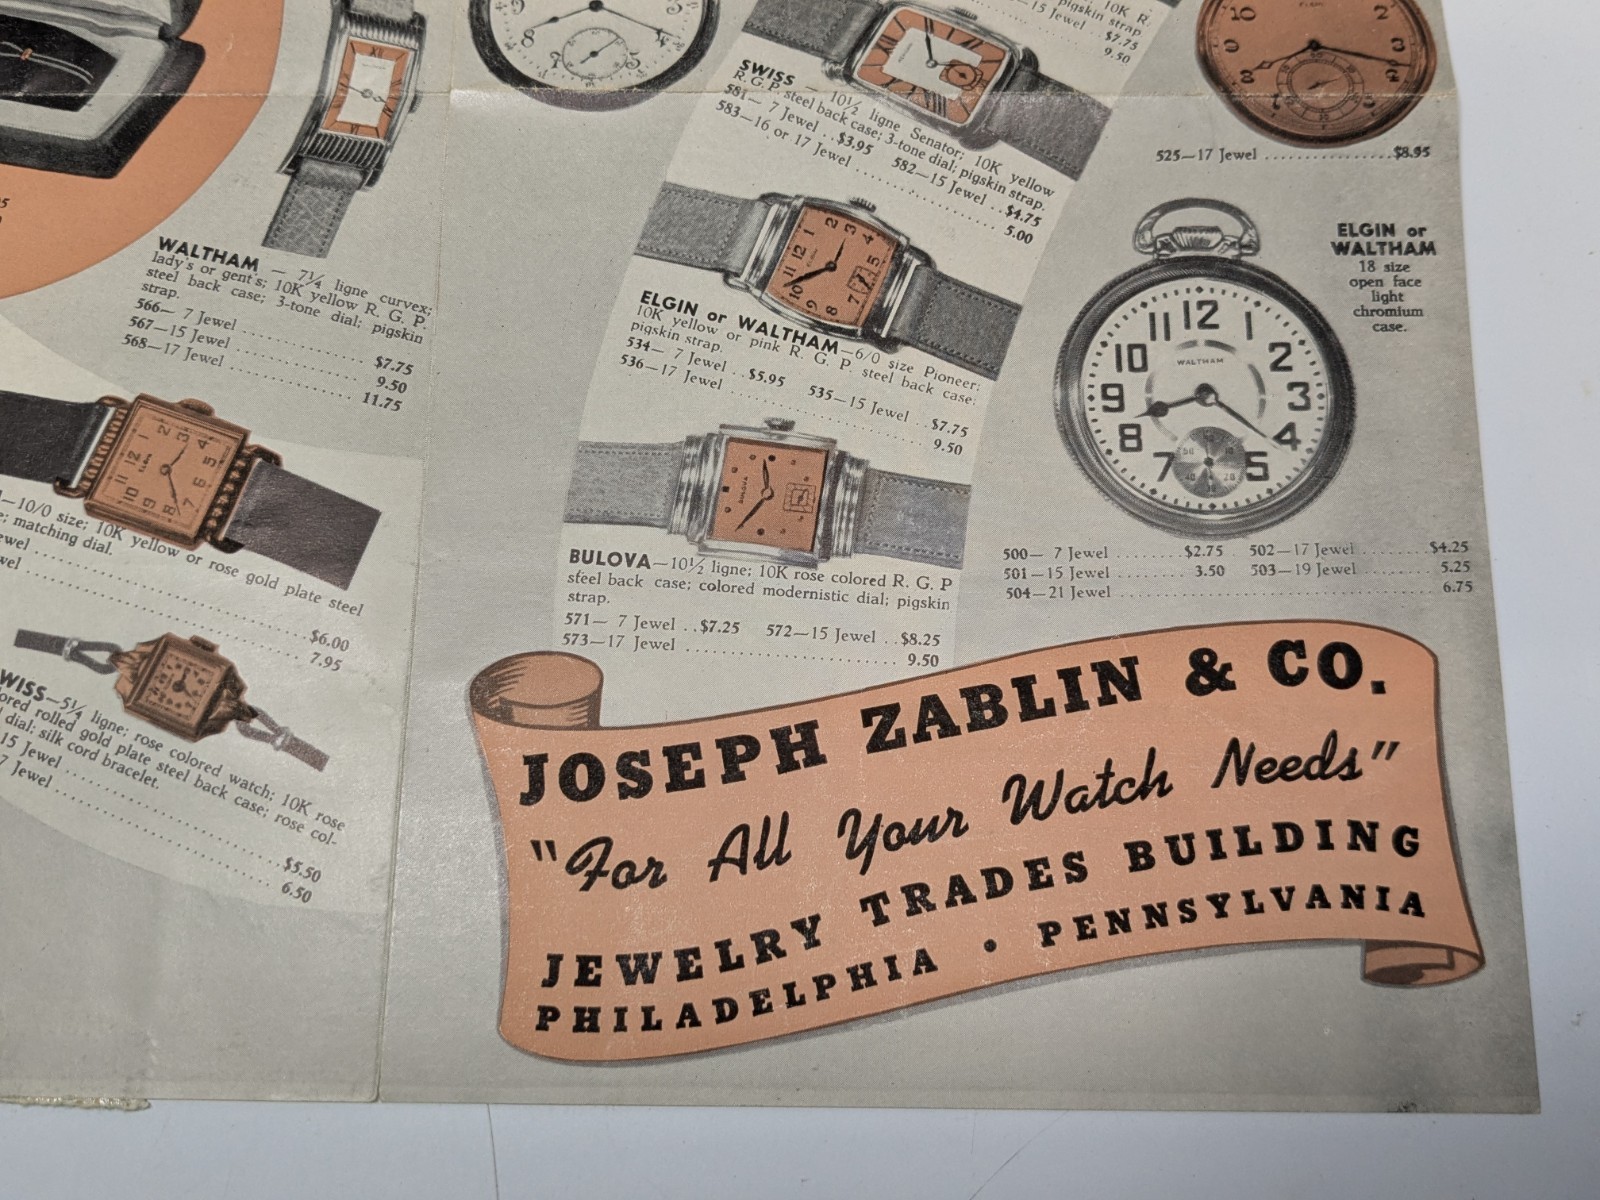 WALTHAM — 7¼ ligne curvex;
lady's or gent's; 10K yellow R. G. P.
steel back case; 3-tone dial; pigskin
strap.
566— 7 Jewel .................. $7.75
567—15 Jewel .................. 9.50
568—17 Jewel .................. 11.75
—10/0 size; 10K yellow or rose gold plate steel
matching dial.
$6.00
7.95
WISS—5¼ ligne; rose colored watch; 10K rose
ored rolled gold plate steel back case; rose col-
dial; silk cord bracelet.
15 Jewel .................. $5.50
7 Jewel .................. 6.50
10K R.
pigskin strap.
—15 Jewel
$7.75
9.50
SWISS — 10½ ligne Senator; 10K yellow
R. G. P. steel back case; 3-tone dial; pigskin strap.
581— 7 Jewel ..$3.95 582—15 Jewel ..$4.75
583—16 or 17 Jewel .................. 5.00
ELGIN or WALTHAM—6/0 size Pioneer;
10K yellow or pink R. G. P. steel back case;
pigskin strap.
534— 7 Jewel ..$5.95 535—15 Jewel ..$7.75
536—17 Jewel .................. 9.50
BULOVA—10½ ligne; 10K rose colored R. G. P
steel back case; colored modernistic dial; pigskin
strap.
571— 7 Jewel ..$7.25 572—15 Jewel ..$8.25
573—17 Jewel .................. 9.50
525—17 Jewel ..................$8.95
ELGIN or
WALTHAM
18 size
open face
light
chromium
case.
WALTHAM
12 1 2 3 4 5 7 8 9 10 11
500— 7 Jewel ..........$2.75 502—17 Jewel ..........$4.25
501—15 Jewel .......... 3.50 503—19 Jewel .......... 5.25
504—21 Jewel .................. 6.75
JOSEPH ZABLIN & CO.
"For All Your Watch Needs"
JEWELRY TRADES BUILDING
PHILADELPHIA • PENNSYLVANIA